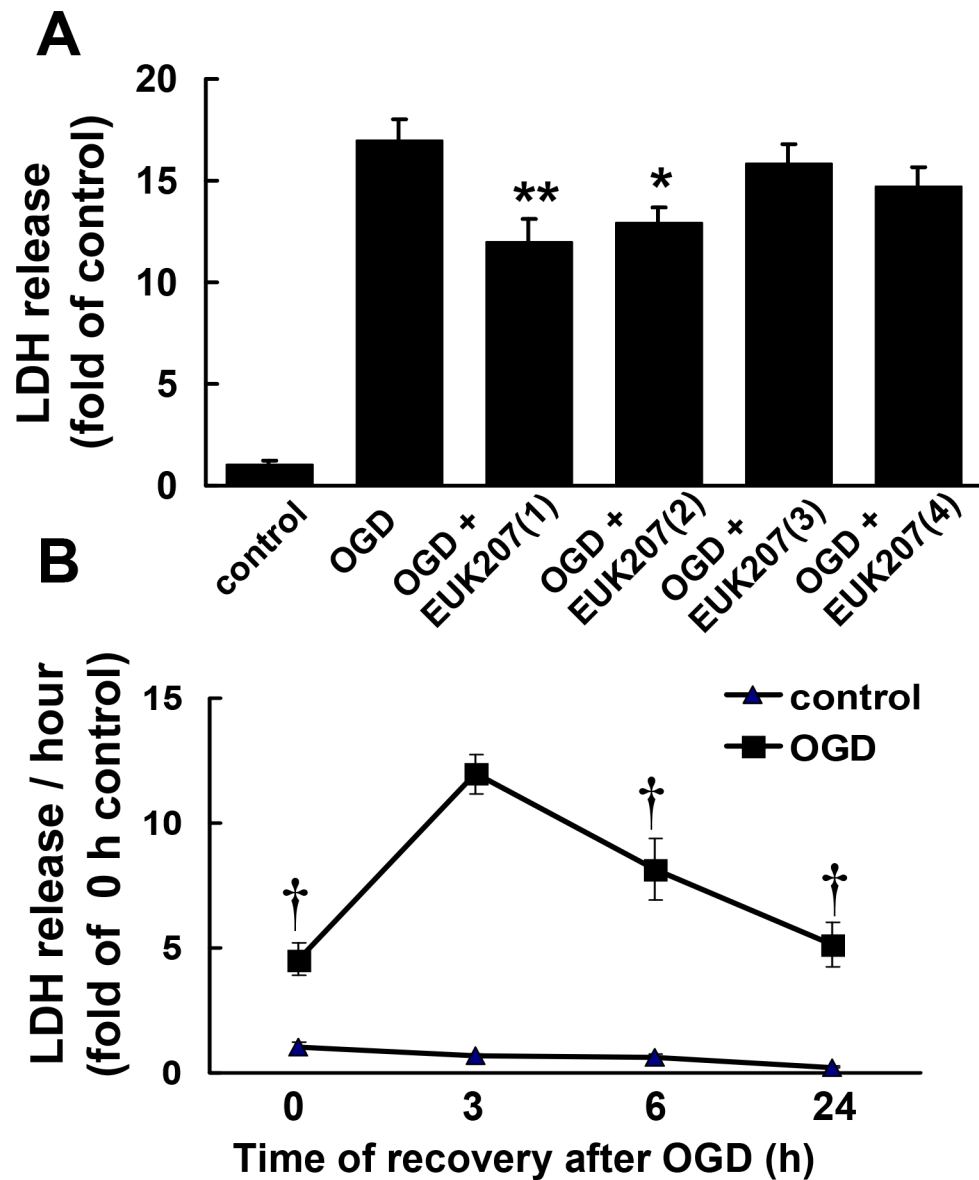 A
LDH release
(fold of control)
20
15
10
5
0
**
*
control
OGD
OGD +
EUK207(1)
OGD +
EUK207(2)
OGD +
EUK207(3)
OGD +
EUK207(4)
B
LDH release / hour
(fold of 0 h control)
15
10
5
0
control
OGD
†
†
†
0 3 6 24
Time of recovery after OGD (h)